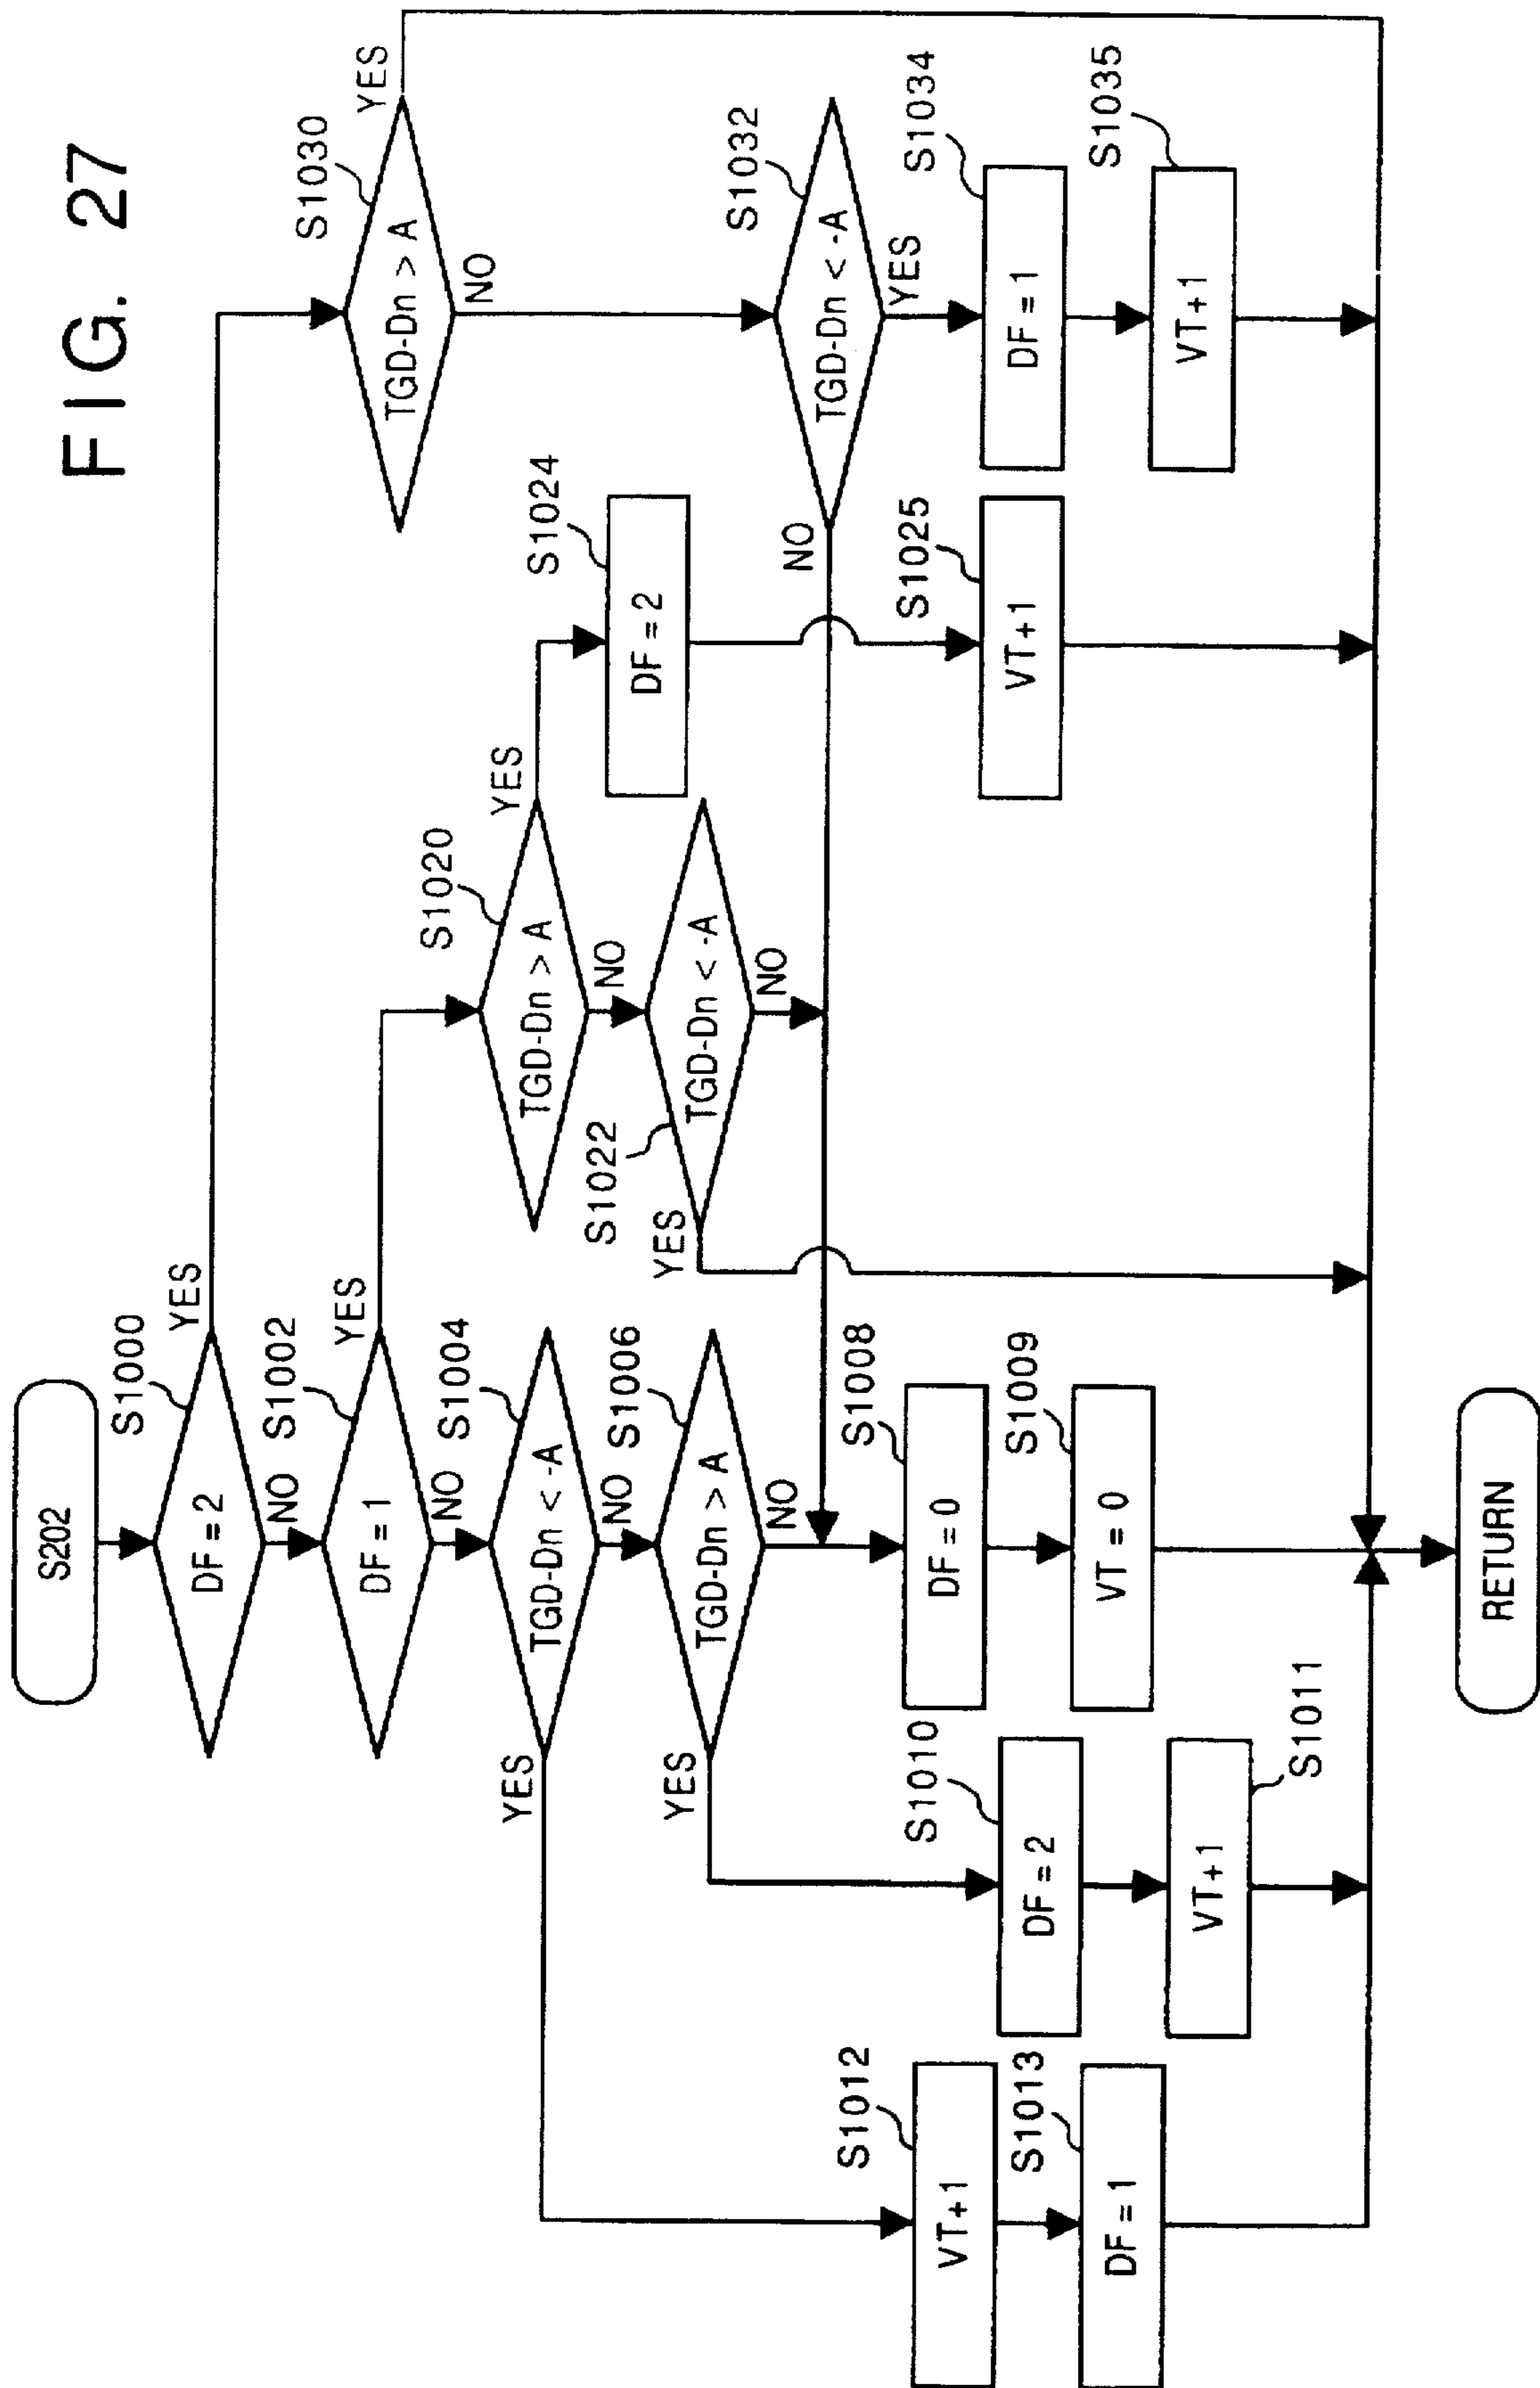 FIG. 27
S202
S1000
DF = 2
YES
NO
S1002
DF = 1
YES
NO
S1004
TGD-Dn < -A
YES
NO
S1006
TGD-Dn > A
YES
NO
S1008
DF = 0
S1009
VT = 0
S1010
DF = 2
S1011
VT+1
S1012
VT+1
S1013
DF = 1
S1020
TGD-Dn > A
YES
NO
S1022
TGD-Dn < -A
YES
NO
S1024
DF = 2
S1025
VT+1
S1030
TGD-Dn > A
YES
NO
S1032
TGD-Dn < -A
NO
YES
S1034
DF = 1
S1035
VT+1
RETURN